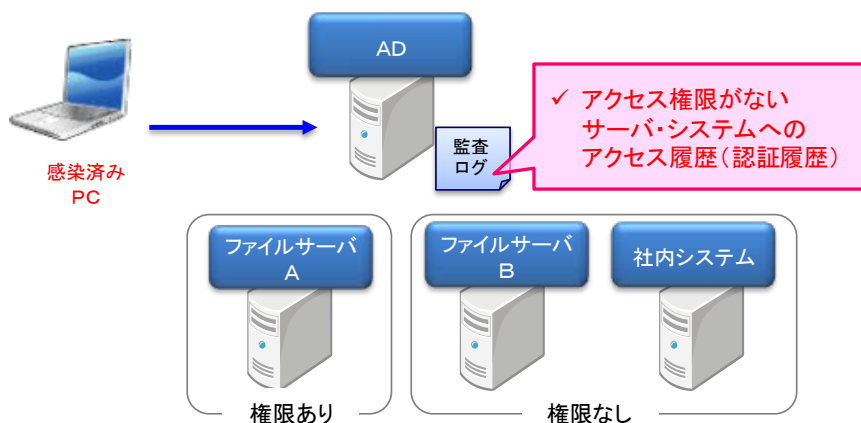 AD
✓ アクセス権限がない
サーバ・システムへの
アクセス履歴(認証履歴)
監査
ログ
感染済み
PC
ファイルサーバ
A
ファイルサーバ
B
社内システム
権限あり
権限なし